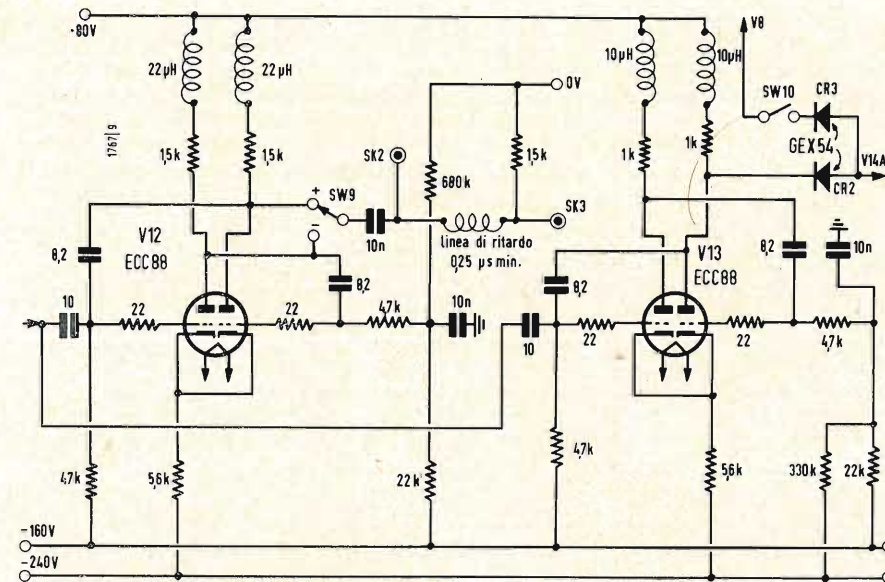 -80V
22µH
22µH
10µH
10µH
V8
SW10
CR3
GEX54
V14A
CR2
0V
1767|9
1,5k
1,5k
SK2
680k
1,5k
1k
1k
+
SW9
−
SK3
10n
linea di ritardo
0,25 µs min.
8,2
V12
ECC88
8,2
8,2
V13
ECC88
8,2
10n
10
22
22
4,7k
10n
10
22
22
4,7k
4,7k
5,6k
22k
4,7k
5,6k
330k
22k
-160V
-240V